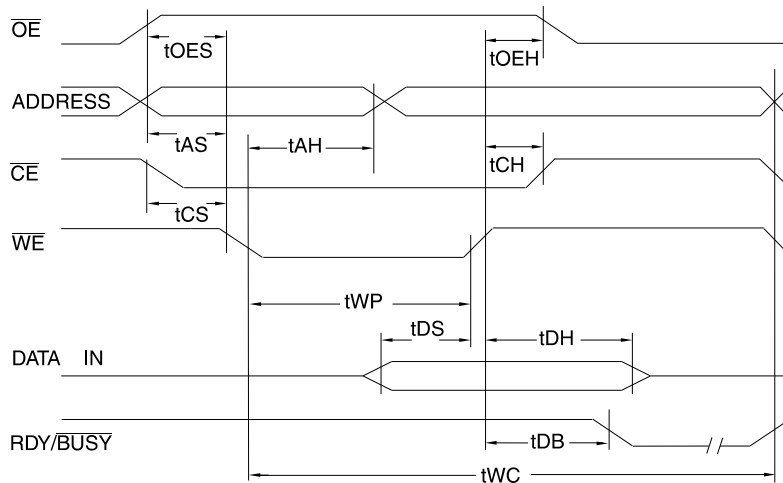 OE
tOES
tOEH
ADDRESS
tAS
tAH
tCH
CE
tCS
WE
tWP
tDS
tDH
DATA IN
RDY/BUSY
tDB
tWC